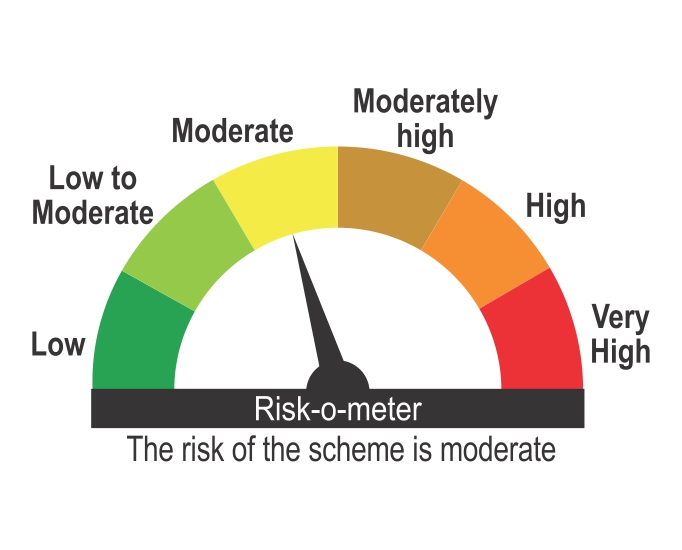 Moderately
high
Moderate
Low to
Moderate
High
Low
Very
High
Risk-o-meter
The risk of the scheme is moderate